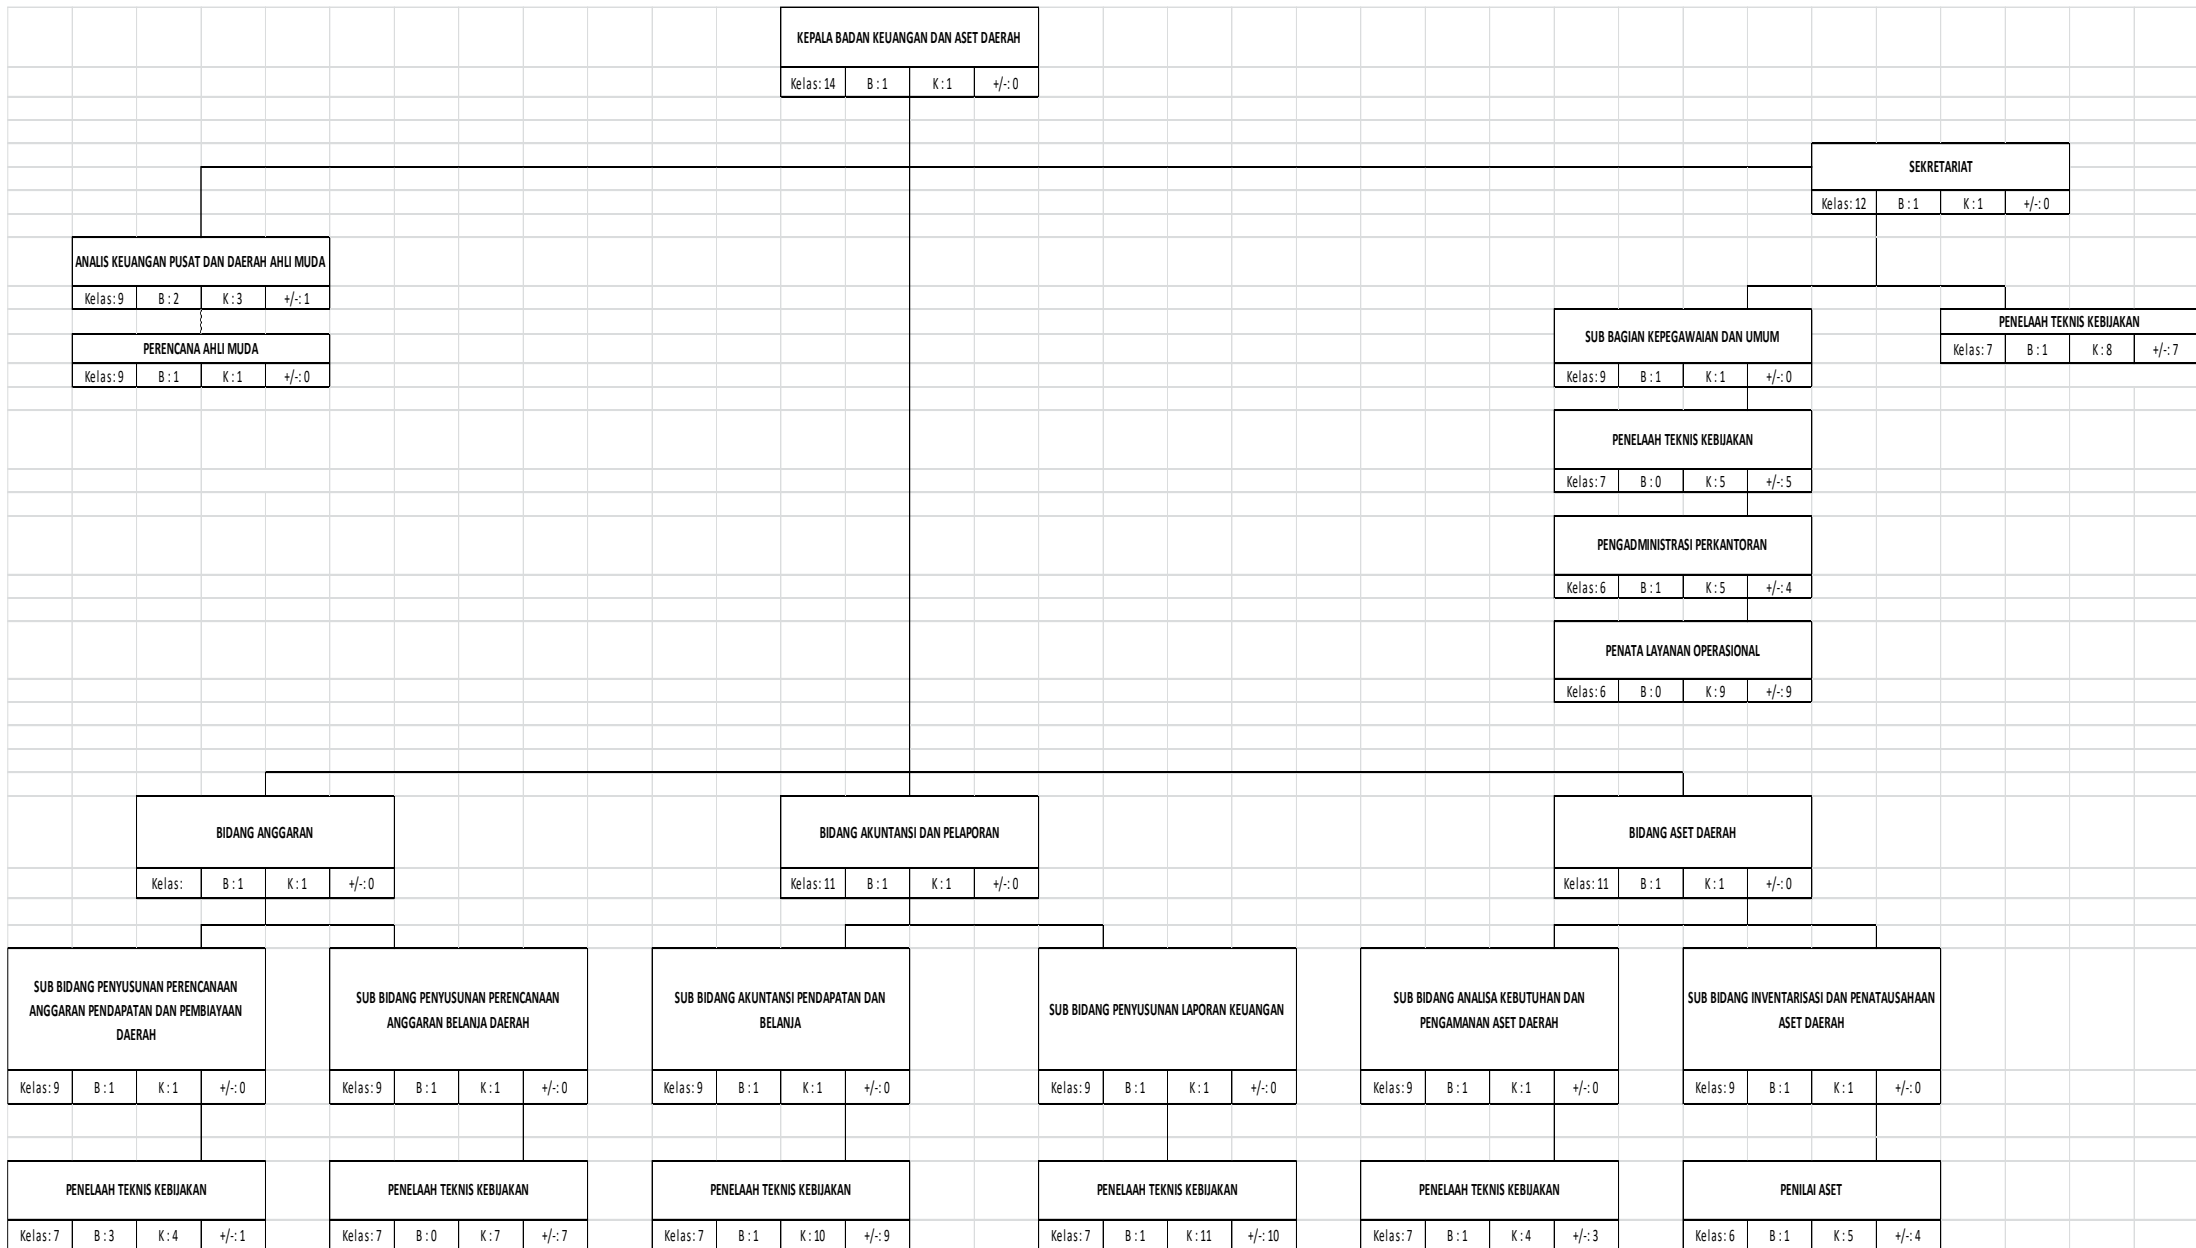 KEPALA BADAN KEUANGAN DAN ASET DAERAH
Kelas: 14 B : 1 K : 1 +/-: 0
SEKRETARIAT
Kelas: 12 B : 1 K : 1 +/-: 0
ANALIS KEUANGAN PUSAT DAN DAERAH AHLI MUDA
Kelas: 9 B : 2 K : 3 +/-: 1
PERENCANA AHLI MUDA
Kelas: 9 B : 1 K : 1 +/-: 0
SUB BAGIAN KEPEGAWAIAN DAN UMUM
Kelas: 9 B : 1 K : 1 +/-: 0
PENELAAH TEKNIS KEBIJAKAN
Kelas: 7 B : 1 K : 8 +/-: 7
PENELAAH TEKNIS KEBIJAKAN
Kelas: 7 B : 0 K : 5 +/-: 5
PENGADMINISTRASI PERKANTORAN
Kelas: 6 B : 1 K : 5 +/-: 4
PENATA LAYANAN OPERASIONAL
Kelas: 6 B : 0 K : 9 +/-: 9
BIDANG ANGGARAN
Kelas: B : 1 K : 1 +/-: 0
BIDANG AKUNTANSI DAN PELAPORAN
Kelas: 11 B : 1 K : 1 +/-: 0
BIDANG ASET DAERAH
Kelas: 11 B : 1 K : 1 +/-: 0
SUB BIDANG PENYUSUNAN PERENCANAAN
ANGGARAN PENDAPATAN DAN PEMBIAYAAN
DAERAH
Kelas: 9 B : 1 K : 1 +/-: 0
SUB BIDANG PENYUSUNAN PERENCANAAN
ANGGARAN BELANJA DAERAH
Kelas: 9 B : 1 K : 1 +/-: 0
SUB BIDANG AKUNTANSI PENDAPATAN DAN
BELANJA
Kelas: 9 B : 1 K : 1 +/-: 0
SUB BIDANG PENYUSUNAN LAPORAN KEUANGAN
Kelas: 9 B : 1 K : 1 +/-: 0
SUB BIDANG ANALISA KEBUTUHAN DAN
PENGAMANAN ASET DAERAH
Kelas: 9 B : 1 K : 1 +/-: 0
SUB BIDANG INVENTARISASI DAN PENATAUSAHAAN
ASET DAERAH
Kelas: 9 B : 1 K : 1 +/-: 0
PENELAAH TEKNIS KEBIJAKAN
Kelas: 7 B : 3 K : 4 +/-: 1
PENELAAH TEKNIS KEBIJAKAN
Kelas: 7 B : 0 K : 7 +/-: 7
PENELAAH TEKNIS KEBIJAKAN
Kelas: 7 B : 1 K : 10 +/-: 9
PENELAAH TEKNIS KEBIJAKAN
Kelas: 7 B : 1 K : 11 +/-: 10
PENELAAH TEKNIS KEBIJAKAN
Kelas: 7 B : 1 K : 4 +/-: 3
PENILAI ASET
Kelas: 6 B : 1 K : 5 +/-: 4